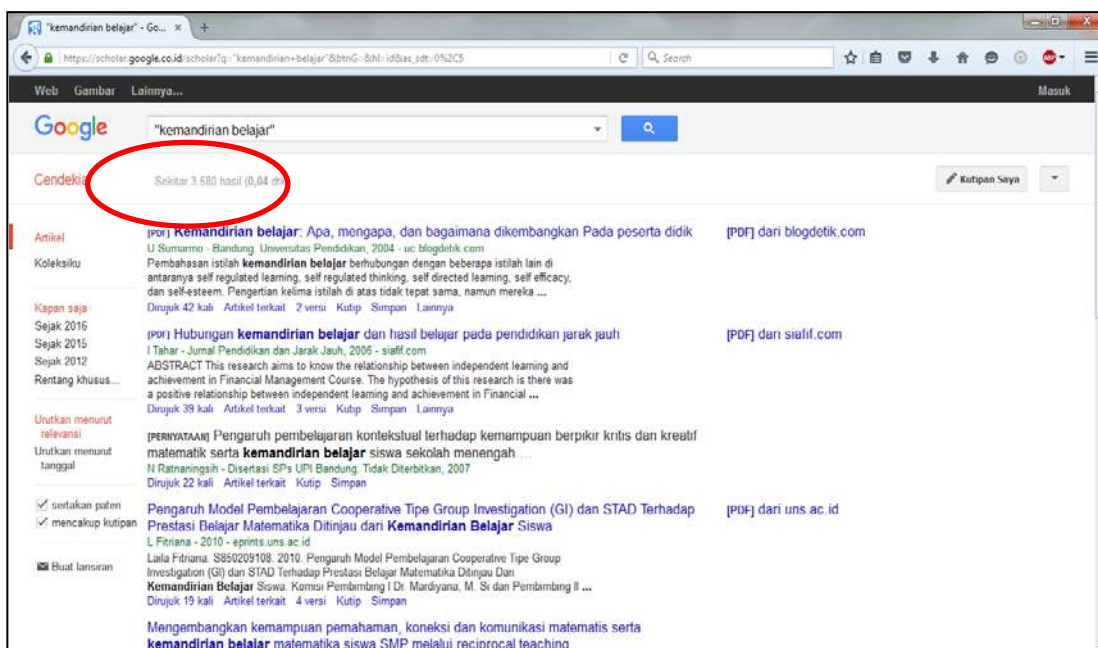 "kemandirian belajar" - Go... × +
https://scholar.google.co.id/scholar?q="kemandirian+belajar"&btnG=&hl=id&as_sdt=0%2C5 Search
Web Gambar Lainnya... Masuk
Google "kemandirian belajar"
Cendekia Sekitar 3.580 hasil (0,04 dtk) Kutipan Saya
Artikel
Koleksiku
Kapan saja
Sejak 2016
Sejak 2015
Sejak 2012
Rentang khusus...
Urutkan menurut
relevansi
Urutkan menurut
tanggal
sertakan paten
mencakup kutipan
Buat lansiran
[PDF] Kemandirian belajar: Apa, mengapa, dan bagaimana dikembangkan Pada peserta didik
U Sumarmo - Bandung. Universitas Pendidikan, 2004 - uc.blogdetik.com
Pembahasan istilah kemandirian belajar berhubungan dengan beberapa istilah lain di
antaranya self regulated learning, self regulated thinking, self directed learning, self efficacy,
dan self-esteem. Pengertian kelima istilah di atas tidak tepat sama, namun mereka ...
Dirujuk 42 kali Artikel terkait 2 versi Kutip Simpan Lainnya
[PDF] dari blogdetik.com
[PDF] Hubungan kemandirian belajar dan hasil belajar pada pendidikan jarak jauh
I Tahar - Jurnal Pendidikan dan Jarak Jauh, 2006 - siafif.com
ABSTRACT This research aims to know the relationship between independent learning and
achievement in Financial Management Course. The hypothesis of this research is there was
a positive relationship between independent learning and achievement in Financial ...
Dirujuk 39 kali Artikel terkait 3 versi Kutip Simpan Lainnya
[PDF] dari siafif.com
[PERNYATAAN] Pengaruh pembelajaran kontekstual terhadap kemampuan berpikir kritis dan kreatif
matematik serta kemandirian belajar siswa sekolah menengah ...
N Ratnaningsih - Disertasi SPs UPI Bandung. Tidak Diterbitkan, 2007
Dirujuk 22 kali Artikel terkait Kutip Simpan
Pengaruh Model Pembelajaran Cooperative Tipe Group Investigation (GI) dan STAD Terhadap
Prestasi Belajar Matematika Ditinjau dari Kemandirian Belajar Siswa
L Fitriana - 2010 - eprints.uns.ac.id
Laila Fitriana. S850209108. 2010. Pengaruh Model Pembelajaran Cooperative Tipe Group
Investigation (GI) dan STAD Terhadap Prestasi Belajar Matematika Ditinjau Dari
Kemandirian Belajar Siswa. Komisi Pembimbing I Dr. Mardiyana, M. Si dan Pembimbing II ...
Dirujuk 19 kali Artikel terkait 4 versi Kutip Simpan
[PDF] dari uns.ac.id
Mengembangkan kemampuan pemahaman, koneksi dan komunikasi matematis serta
kemandirian belajar matematika siswa SMP melalui reciprocal teaching